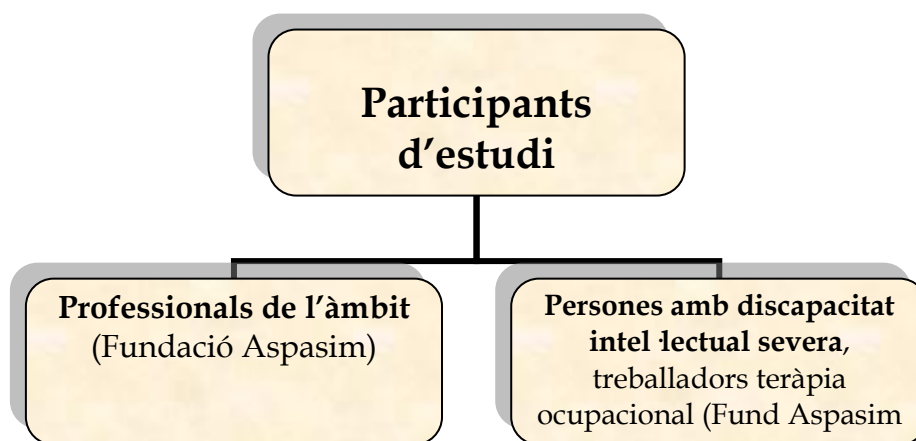 Participants
d’estudi
Professionals de l’àmbit
(Fundació Aspasim)
Persones amb discapacitat
intel ·lectual severa,
treballadors teràpia
ocupacional (Fund Aspasim